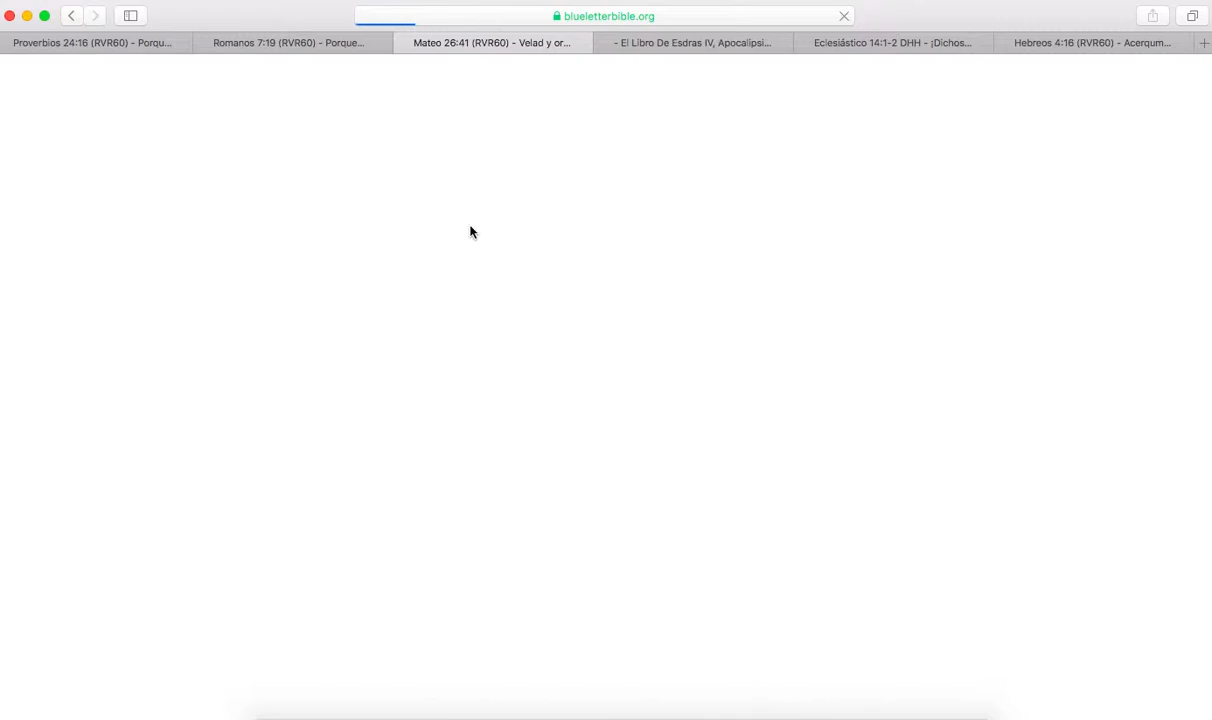 blueletterbible.org
Proverbios 24:16 (RVR60) - Porqu...
Romanos 7:19 (RVR60) - Porque...
Mateo 26:41 (RVR60) - Velad y or...
- El Libro De Esdras IV, Apocalipsi...
Eclesiástico 14:1-2 DHH - ¡Dichos...
Hebreos 4:16 (RVR60) - Acerqum...